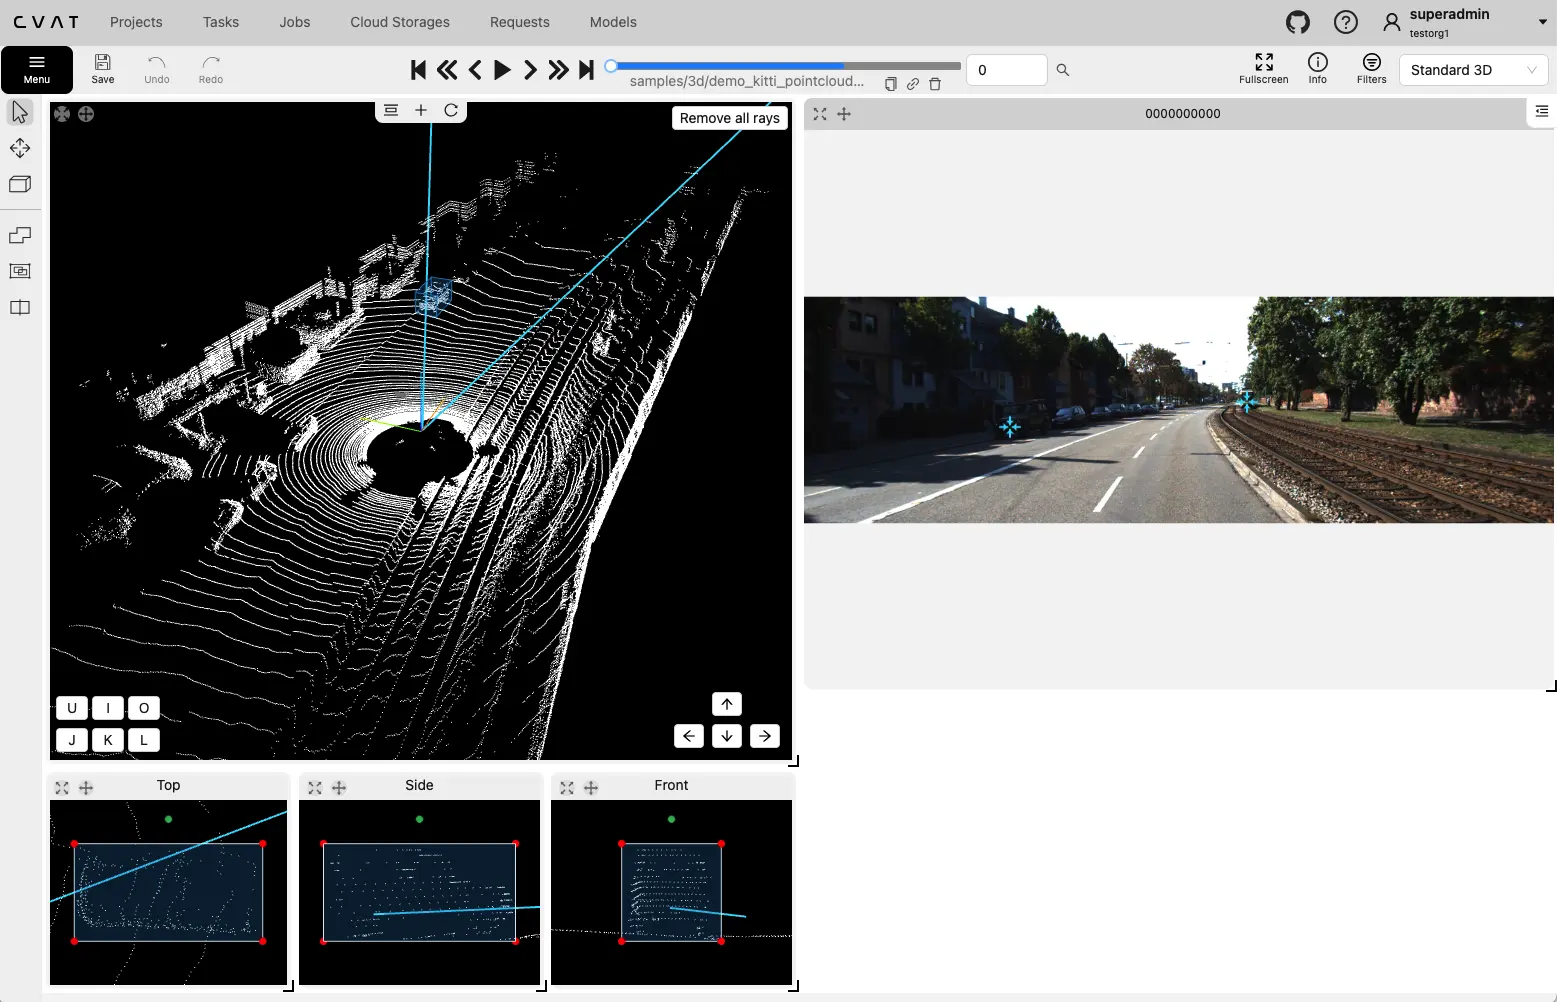 CVAT
Projects
Tasks
Jobs
Cloud Storages
Requests
Models
superadmin
testorg1
Menu
Save
Undo
Redo
samples/3d/demo_kitti_pointcloud...
0
Fullscreen
Info
Filters
Standard 3D
Remove all rays
0000000000
U I O
J K L
Top
Side
Front